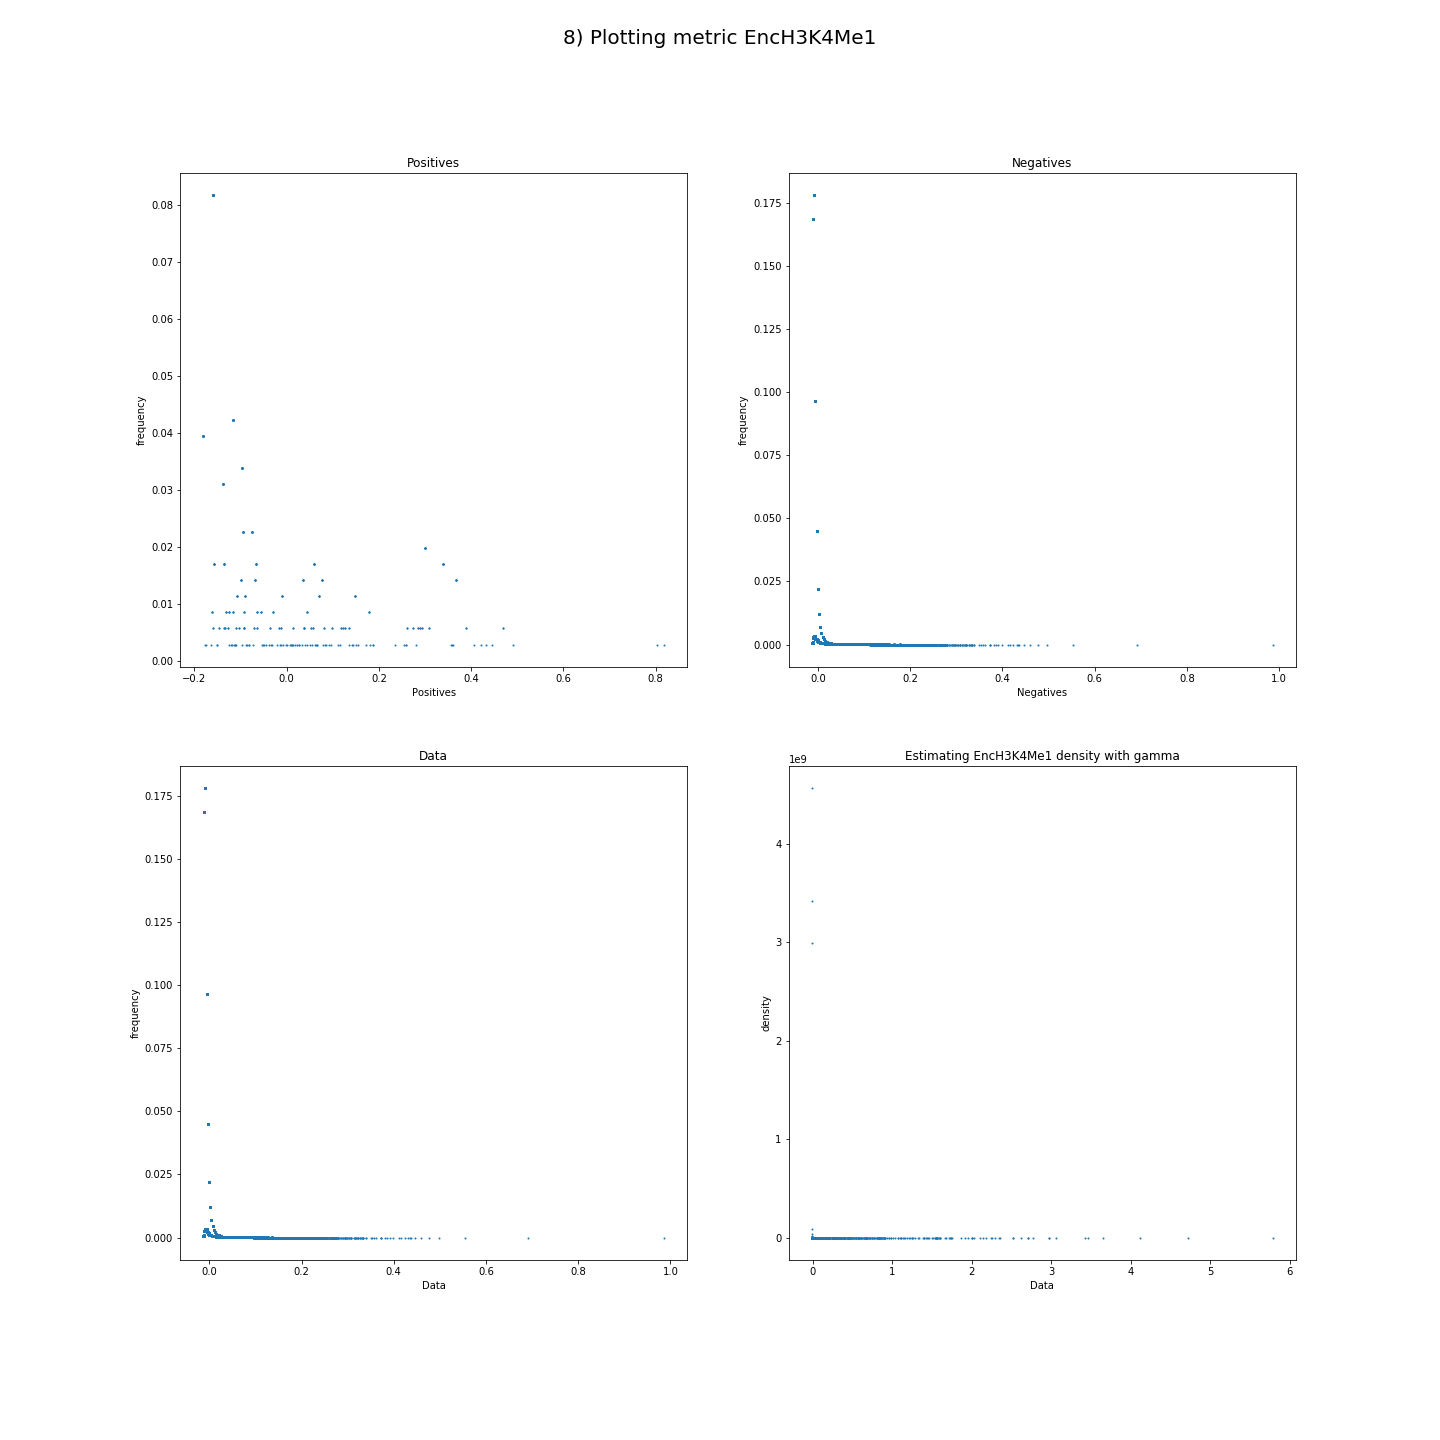 8) Plotting metric EncH3K4Me1
Positives
0.08
0.07
0.06
0.05
0.04
0.03
0.02
0.01
0.00
frequency
−0.2 0.0 0.2 0.4 0.6 0.8
Positives
Negatives
0.175
0.150
0.125
0.100
0.075
0.050
0.025
0.000
frequency
0.0 0.2 0.4 0.6 0.8 1.0
Negatives
Data
0.175
0.150
0.125
0.100
0.075
0.050
0.025
0.000
frequency
0.0 0.2 0.4 0.6 0.8 1.0
Data
Estimating EncH3K4Me1 density with gamma
1e9
4
3
2
1
0
density
0 1 2 3 4 5 6
Data